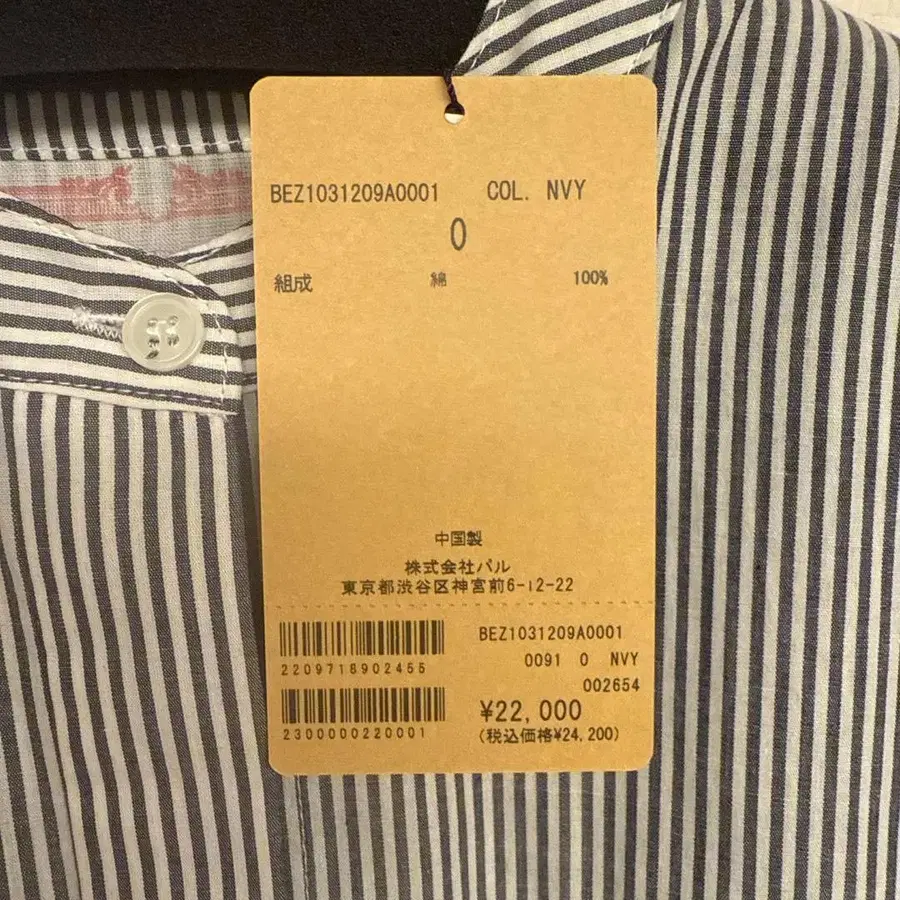 BEZ1031209A0001 COL. NVY
0
組成 綿 100%
中国製
株式会社パル
東京都渋谷区神宮前6-12-22
BEZ1031209A0001
0091 0 NVY
002654
2209716902455
¥22,000
2300000220001
(税込価格¥24,200)